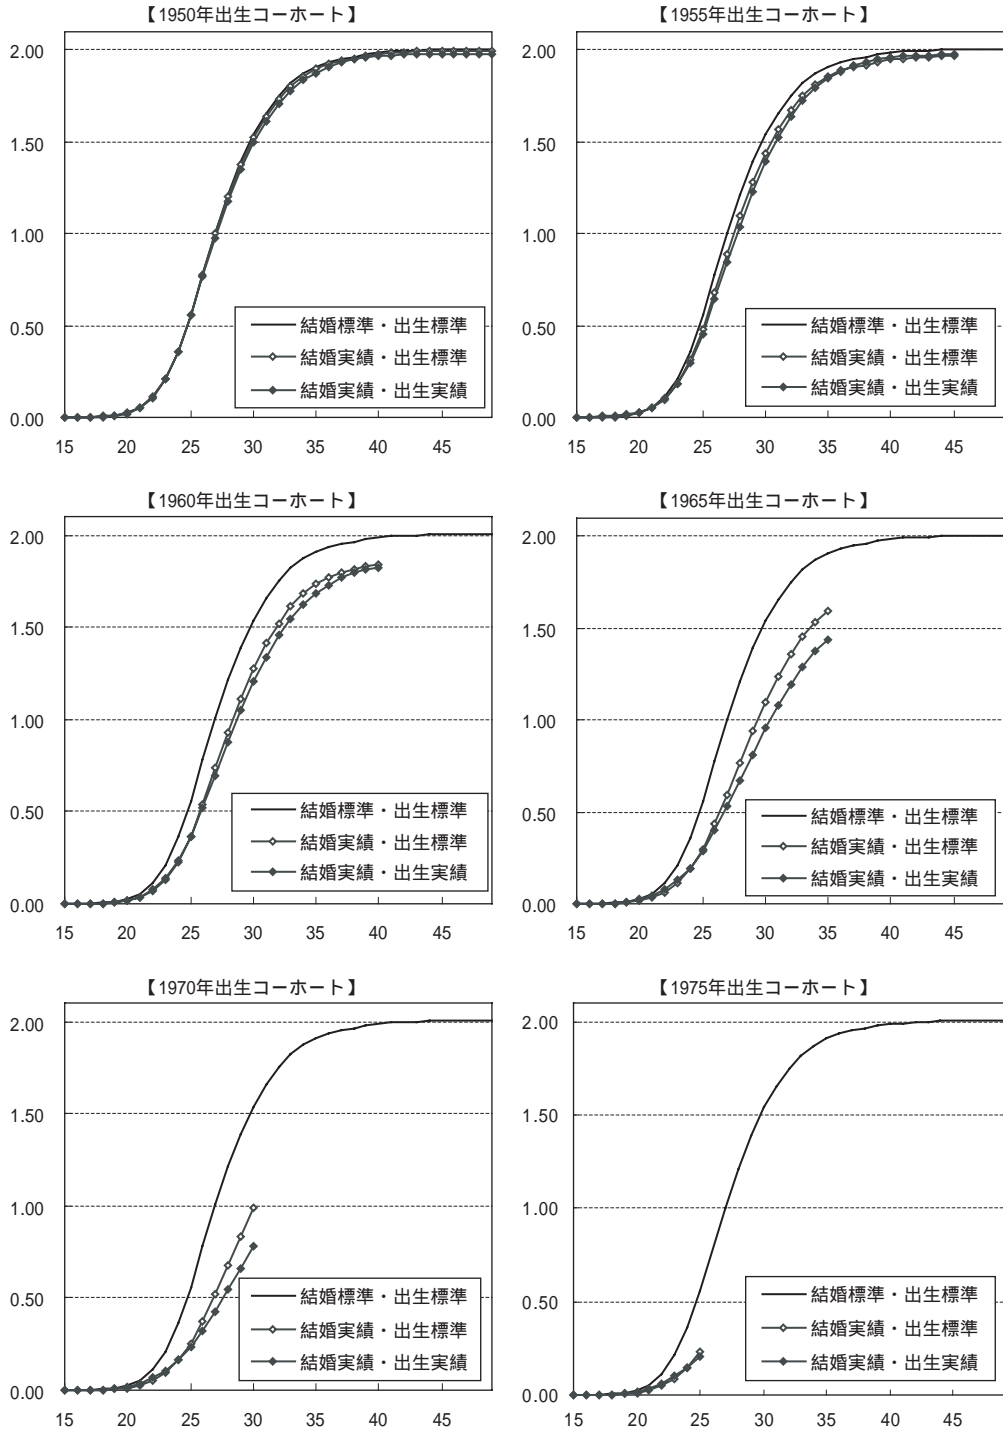 【1950年出生コーホート】
2.00
1.50
1.00
0.50
0.00
結婚標準・出生標準
結婚実績・出生標準
結婚実績・出生実績
15 20 25 30 35 40 45
【1955年出生コーホート】
2.00
1.50
1.00
0.50
0.00
結婚標準・出生標準
結婚実績・出生標準
結婚実績・出生実績
15 20 25 30 35 40 45
【1960年出生コーホート】
2.00
1.50
1.00
0.50
0.00
結婚標準・出生標準
結婚実績・出生標準
結婚実績・出生実績
15 20 25 30 35 40 45
【1965年出生コーホート】
2.00
1.50
1.00
0.50
0.00
結婚標準・出生標準
結婚実績・出生標準
結婚実績・出生実績
15 20 25 30 35 40 45
【1970年出生コーホート】
2.00
1.50
1.00
0.50
0.00
結婚標準・出生標準
結婚実績・出生標準
結婚実績・出生実績
15 20 25 30 35 40 45
【1975年出生コーホート】
2.00
1.50
1.00
0.50
0.00
結婚標準・出生標準
結婚実績・出生標準
結婚実績・出生実績
15 20 25 30 35 40 45